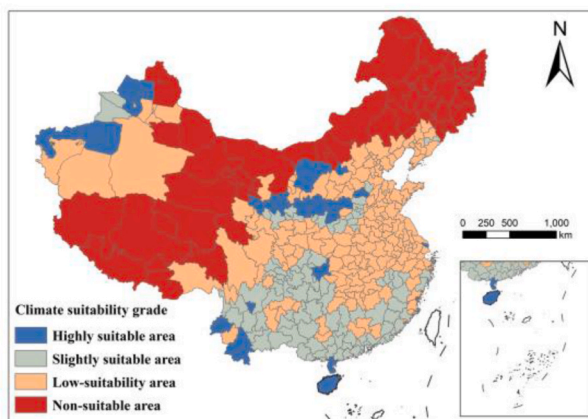 N
0 250 500 1,000
km
Climate suitability grade
Highly suitable area
Slightly suitable area
Low-suitability area
Non-suitable area